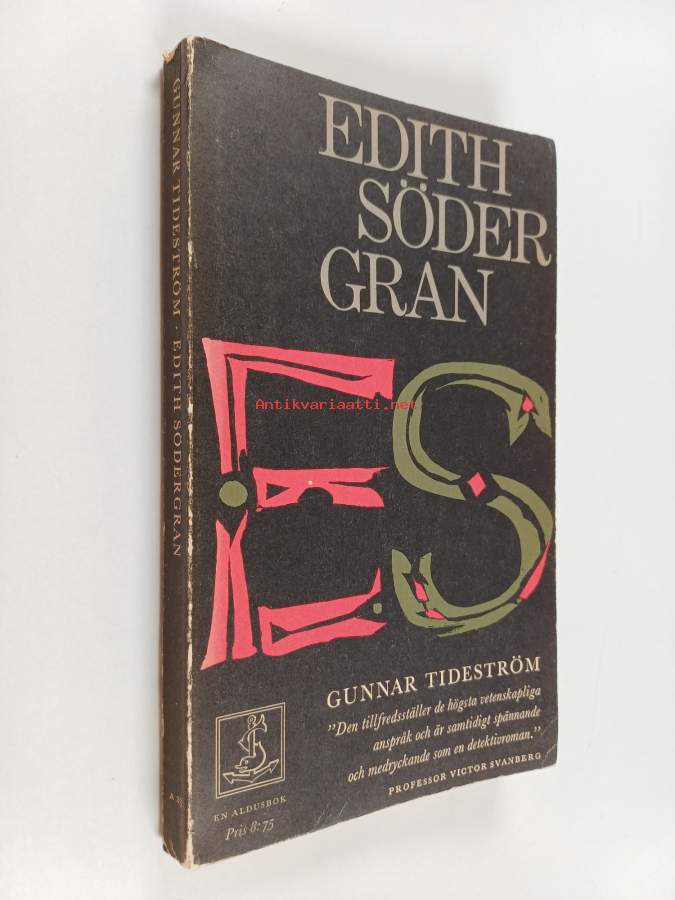 GUNNAR TIDESTRÖM · EDITH SÖDERGRAN
EDITH
SÖDER
GRAN
ES
Antikvariaatti.net
GUNNAR TIDESTRÖM
"Den tillfredsställer de högsta vetenskapliga
anspråk och är samtidigt spännande
och medryckande som en detektivroman."
PROFESSOR VICTOR SVANBERG
EN ALDUSBOK
Pris 8:75